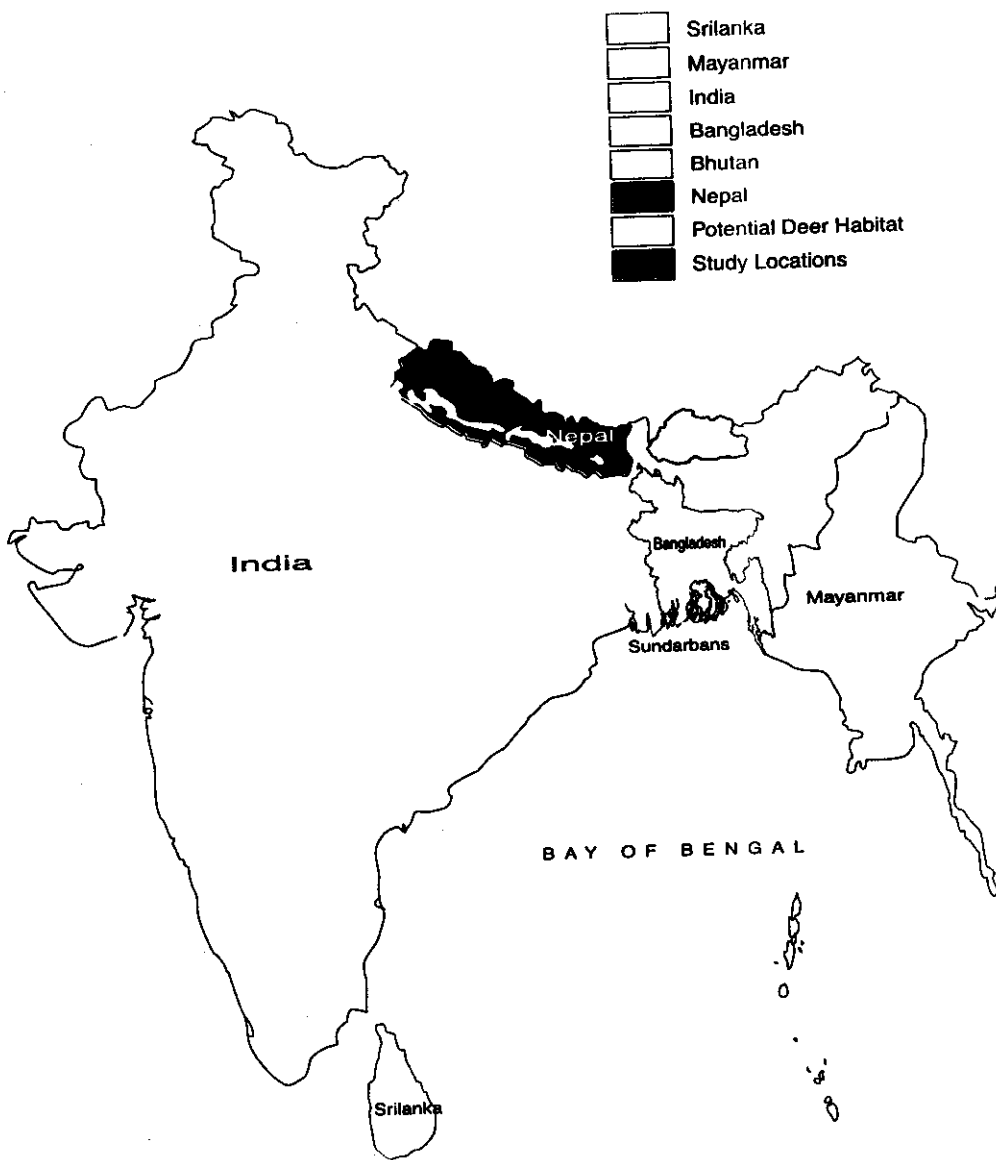 Srilanka
Mayanmar
India
Bangladesh
Bhutan
Nepal
Potential Deer Habitat
Study Locations
Nepal
Bangladesh
India
Mayanmar
Sundarbans
BAY OF BENGAL
Srilanka